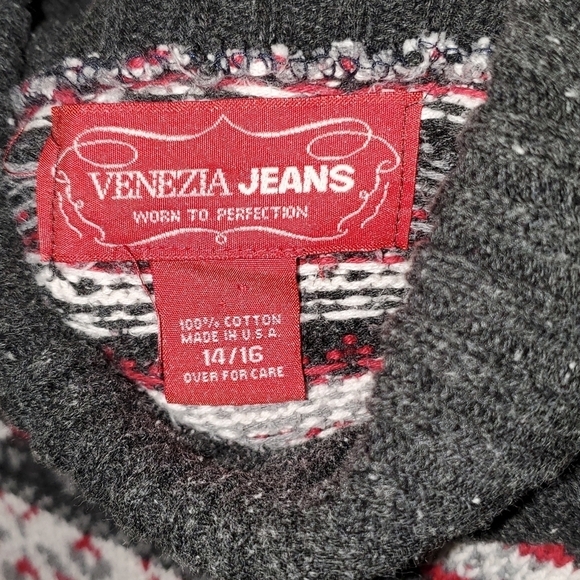 VENEZIA JEANS
WORN TO PERFECTION
100% COTTON
MADE IN U.S.A.
14/16
OVER FOR CARE